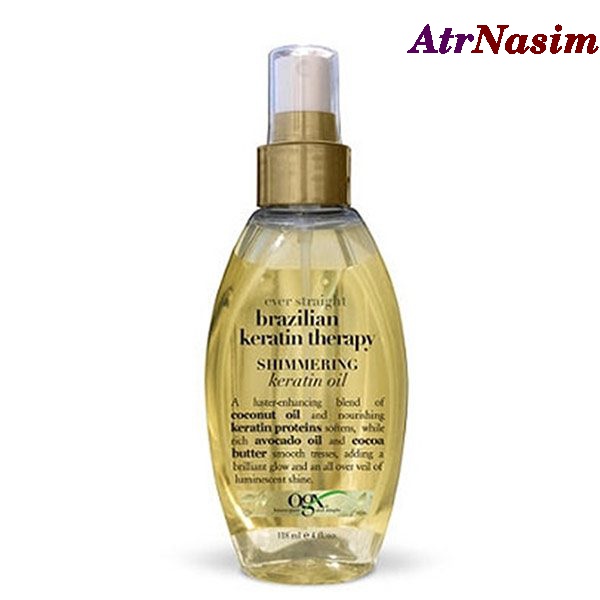 AtrNasim
ever straight
brazilian
keratin therapy
SHIMMERING
keratin oil
A luster-enhancing blend of
coconut oil and nourishing
keratin proteins softens, while
rich avocado oil and cocoa
butter smooth tresses, adding a
brilliant glow and an all over veil of
luminescent shine.
ogx
118 ml e 4 fl. oz.